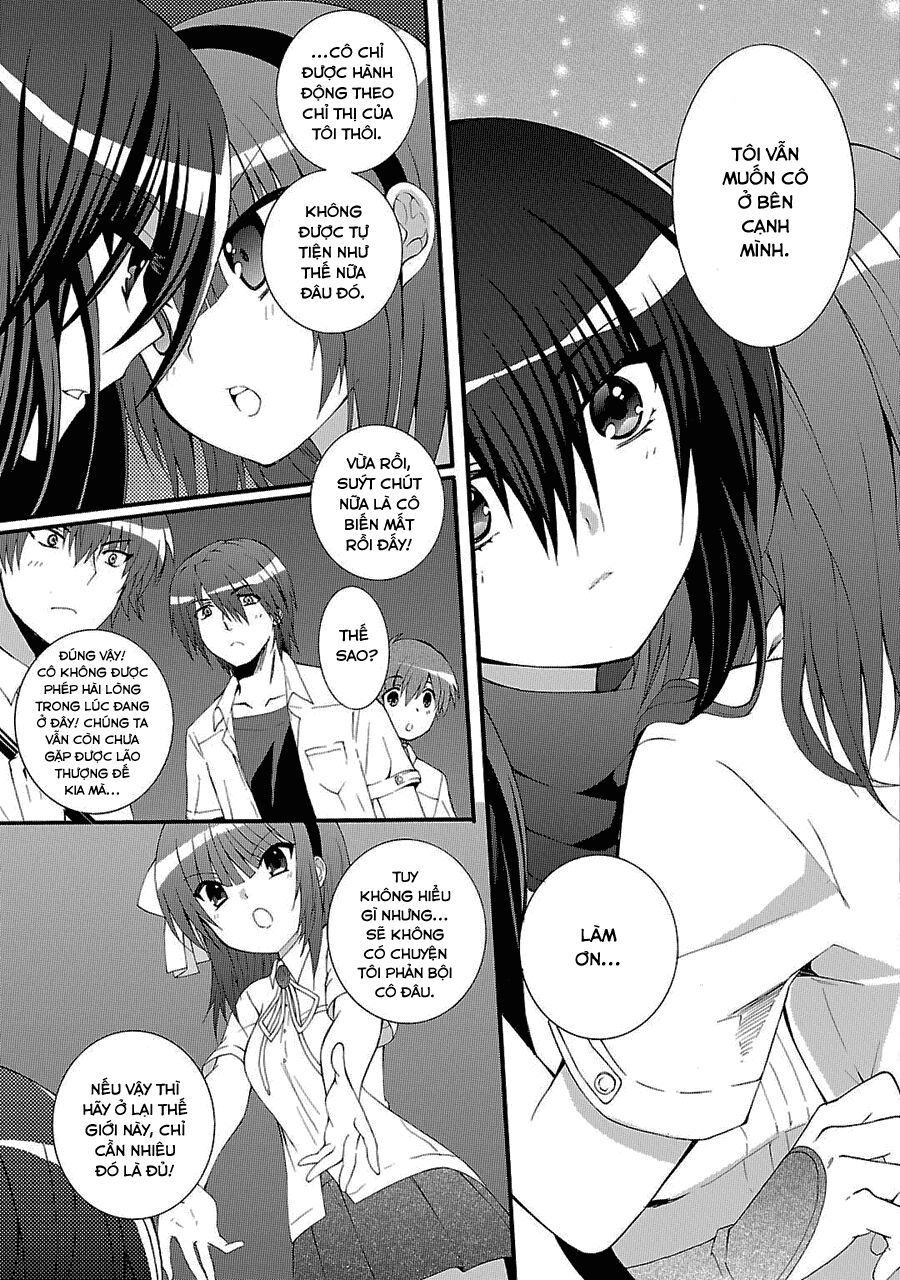 TÔI VẪN
MUỐN CÔ
Ở BÊN
CẠNH
MÌNH.
LÀM
ƠN...
...CÔ CHỈ
ĐƯỢC HÀNH
ĐỘNG THEO
CHỈ THỊ CỦA
TÔI THÔI.
KHÔNG
ĐƯỢC TỰ
TIỆN NHƯ
THẾ NỮA
ĐÂU ĐÓ.
VỪA RỒI,
SUÝT CHÚT
NỮA LÀ CÔ
BIẾN MẤT
RỒI ĐẤY!
THẾ
SAO?
ĐÚNG VẬY!
CÔ KHÔNG ĐƯỢC
PHÉP HÀI LÒNG
TRONG LÚC ĐANG
Ở ĐÂY! CHÚNG TA
VẪN CÒN CHƯA
GẶP ĐƯỢC LÃO
THƯỢNG ĐẾ
KIA MÀ...
TUY
KHÔNG HIỂU
GÌ NHƯNG...
SẼ KHÔNG
CÓ CHUYỆN
TÔI PHẢN BỘI
CÔ ĐÂU.
NẾU VẬY THÌ
HÃY Ở LẠI THẾ
GIỚI NÀY, CHỈ
CẦN NHIÊU
ĐÓ LÀ ĐỦ!